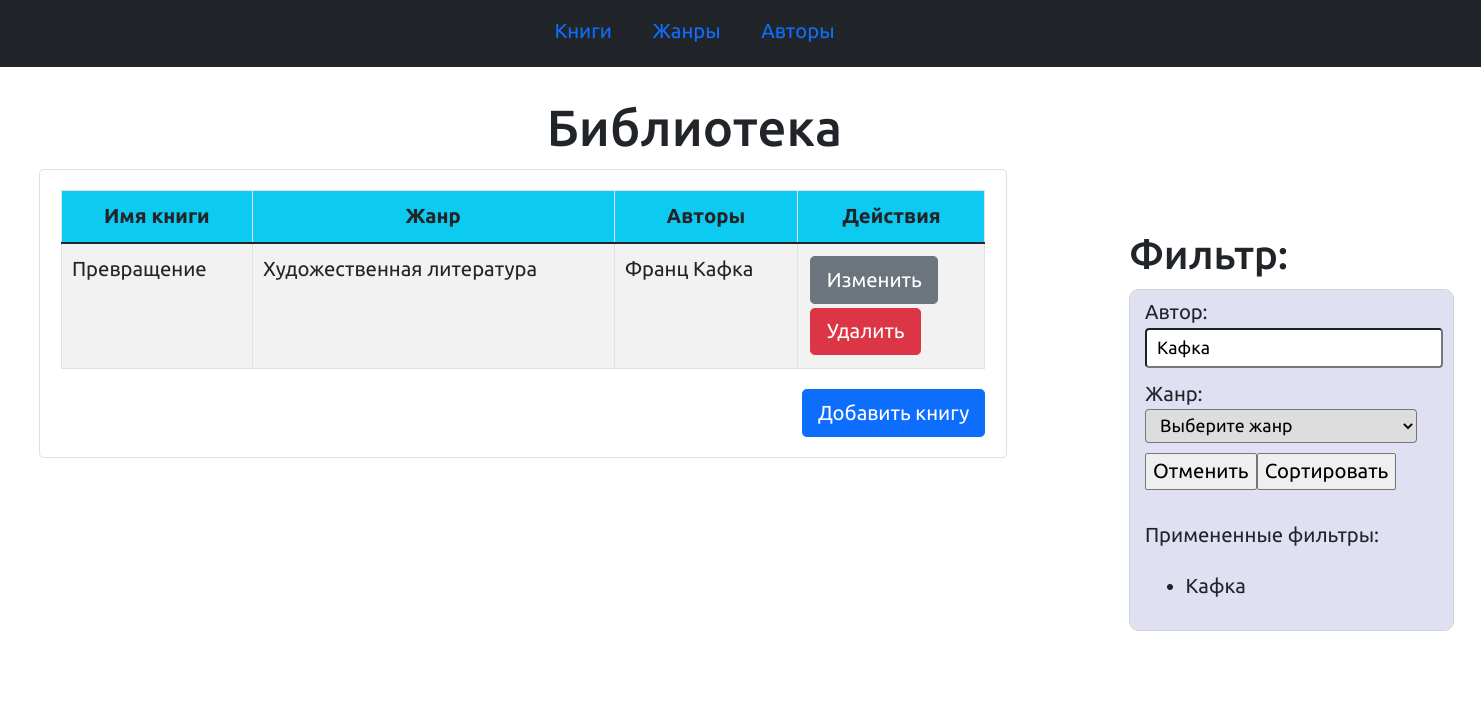 Книги Жанры Авторы
Библиотека
Имя книги Жанр Авторы Действия
Превращение Художественная литература Франц Кафка Изменить
Удалить
Добавить книгу
Фильтр:
Автор:
Кафка
Жанр:
Выберите жанр
Отменить Сортировать
Примененные фильтры:
• Кафка